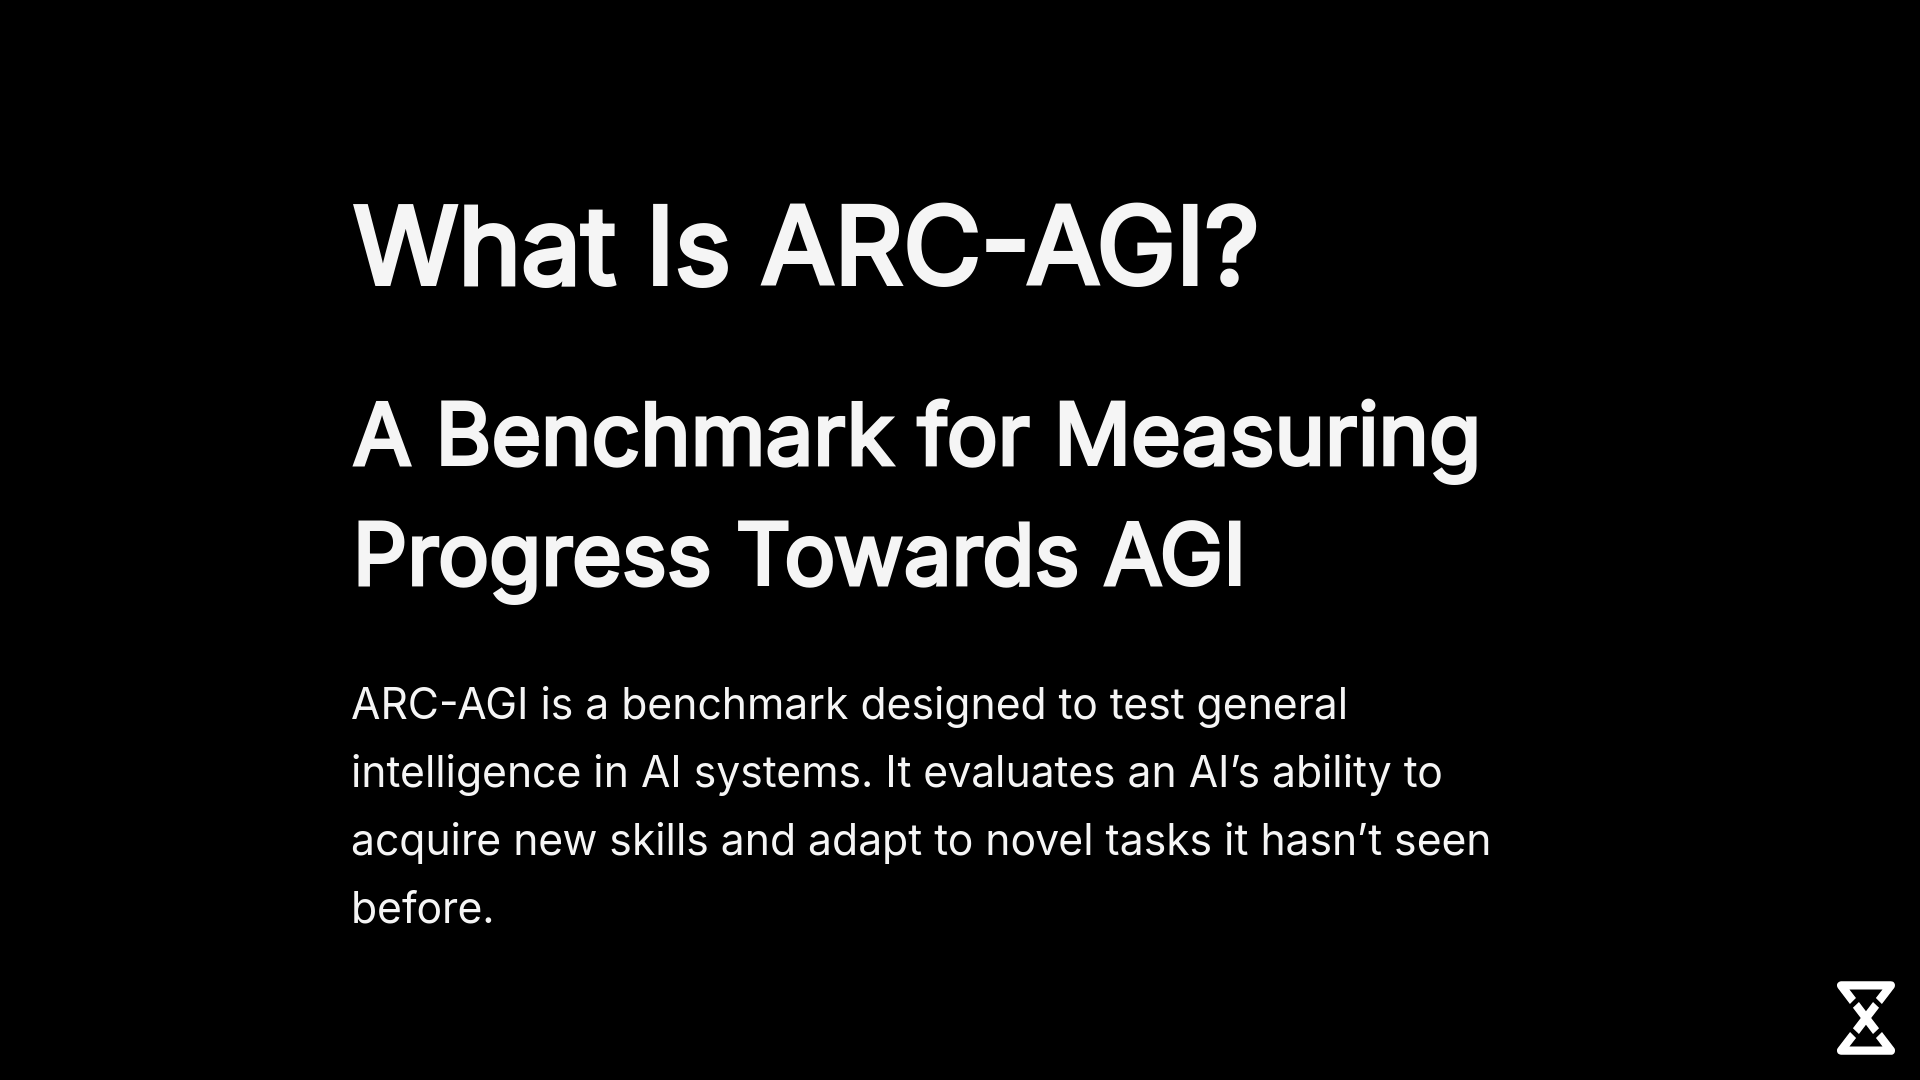 What Is ARC-AGI?
A Benchmark for Measuring
Progress Towards AGI
ARC-AGI is a benchmark designed to test general
intelligence in AI systems. It evaluates an AI’s ability to
acquire new skills and adapt to novel tasks it hasn’t seen
before.